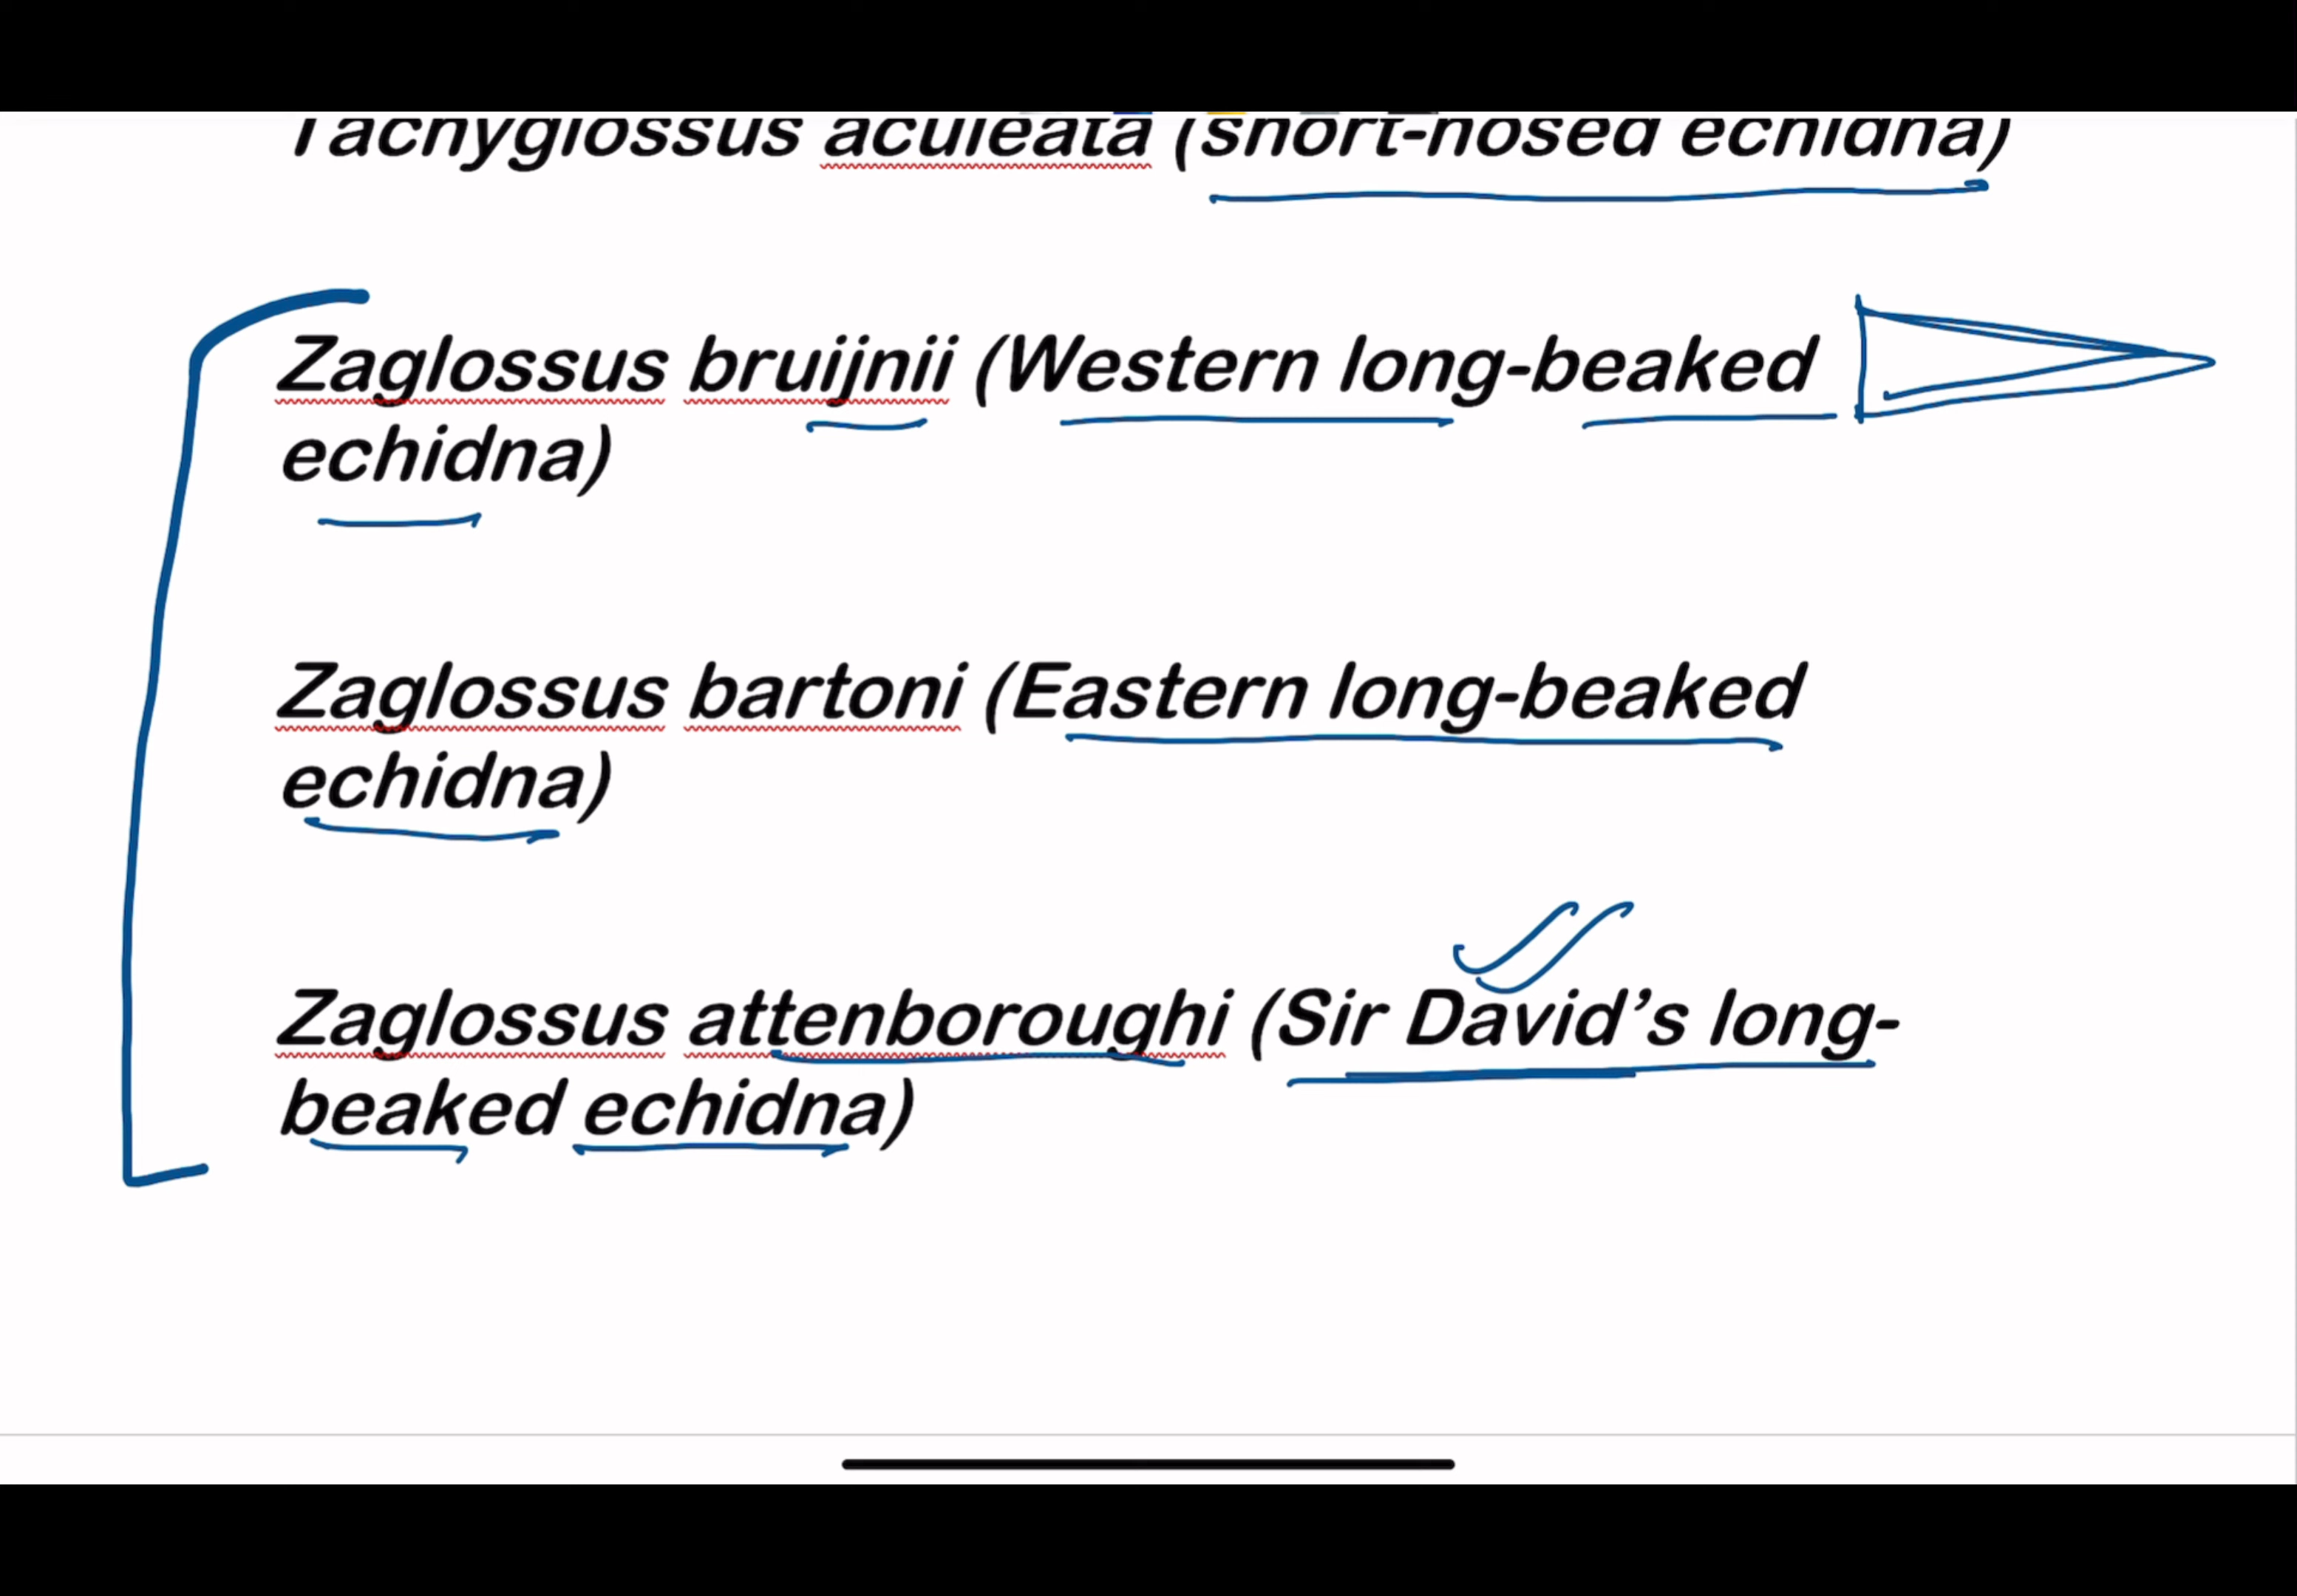 Tachyglossus aculeata (short-nosed echidna)
Zaglossus bruijnii (Western long-beaked
echidna)
Zaglossus bartoni (Eastern long-beaked
echidna)
Zaglossus attenboroughi (Sir David’s long-
beaked echidna)